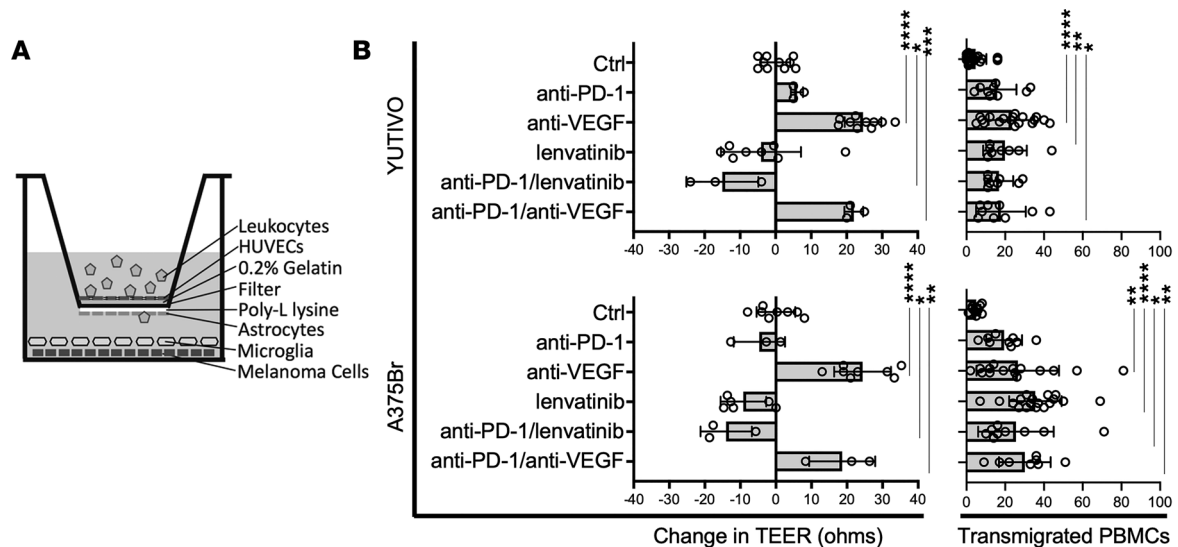 A
Leukocytes
HUVECs
0.2% Gelatin
Filter
Poly-L lysine
Astrocytes
Microglia
Melanoma Cells
B
YUTIVO
Ctrl
anti-PD-1
anti-VEGF
lenvatinib
anti-PD-1/lenvatinib
anti-PD-1/anti-VEGF
**** * ***
-40 -30 -20 -10 0 10 20 30 40
**** ** *
0 20 40 60 80 100
A375Br
Ctrl
anti-PD-1
anti-VEGF
lenvatinib
anti-PD-1/lenvatinib
anti-PD-1/anti-VEGF
**** * **
-40 -30 -20 -10 0 10 20 30 40
Change in TEER (ohms)
** **** * **
0 20 40 60 80 100
Transmigrated PBMCs